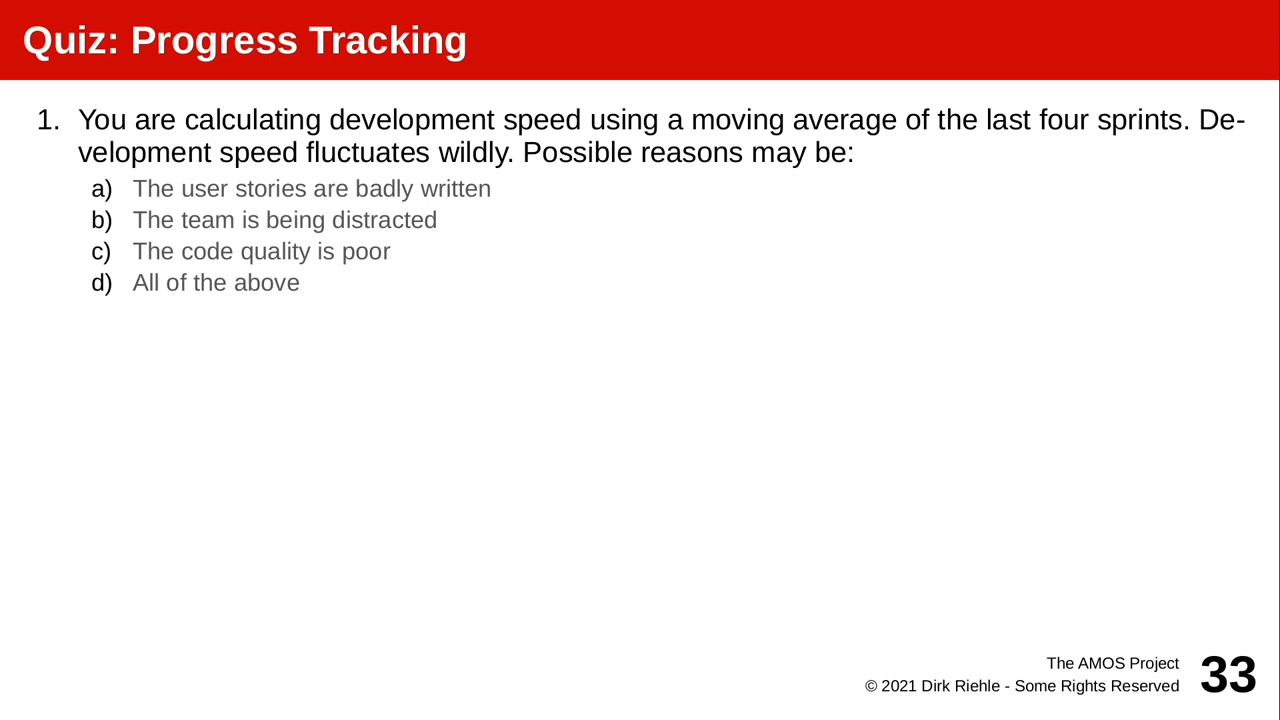 Quiz: Progress Tracking
1. You are calculating development speed using a moving average of the last four sprints. De-
velopment speed fluctuates wildly. Possible reasons may be:
a) The user stories are badly written
b) The team is being distracted
c) The code quality is poor
d) All of the above
The AMOS Project
© 2021 Dirk Riehle - Some Rights Reserved
33